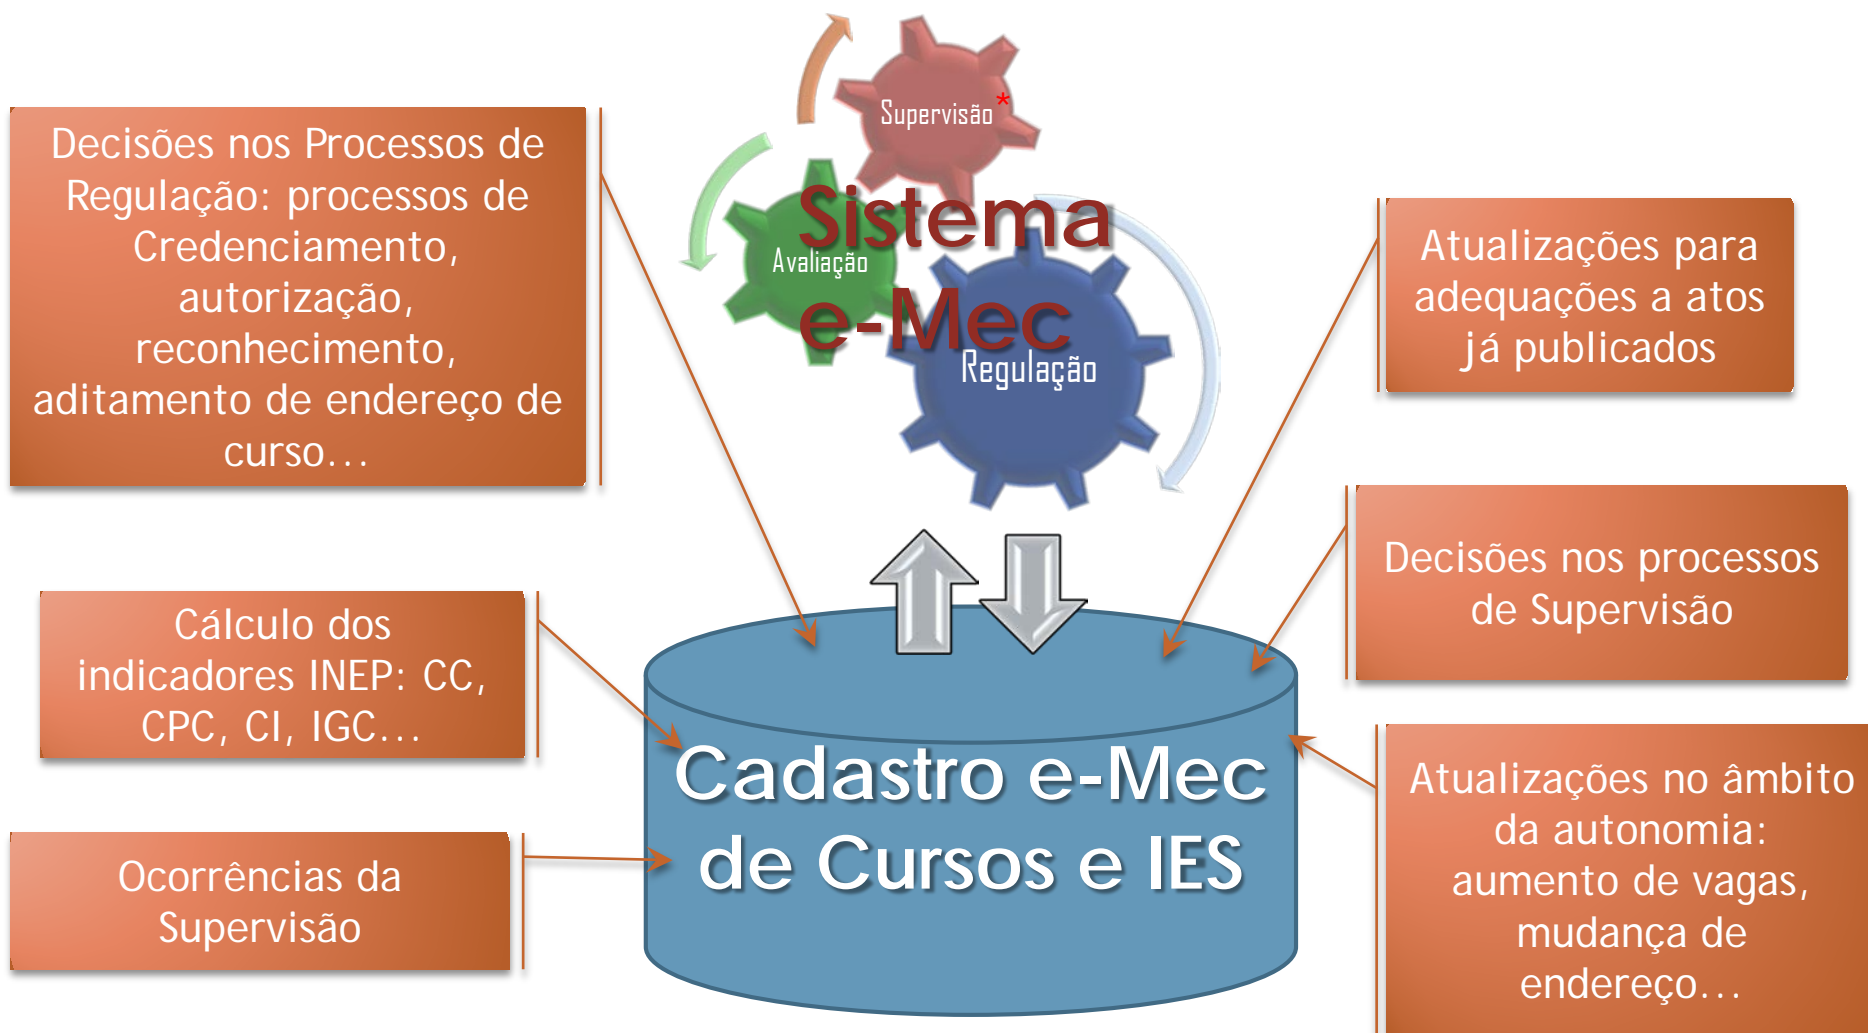 Supervisão*
Avaliação
Regulação
Sistema
e-Mec
Decisões nos Processos de
Regulação: processos de
Credenciamento,
autorização,
reconhecimento,
aditamento de endereço de
curso...
Cálculo dos
indicadores INEP: CC,
CPC, CI, IGC...
Ocorrências da
Supervisão
Atualizações para
adequações a atos
já publicados
Decisões nos processos
de Supervisão
Atualizações no âmbito
da autonomia:
aumento de vagas,
mudança de
endereço...
Cadastro e-Mec
de Cursos e IES